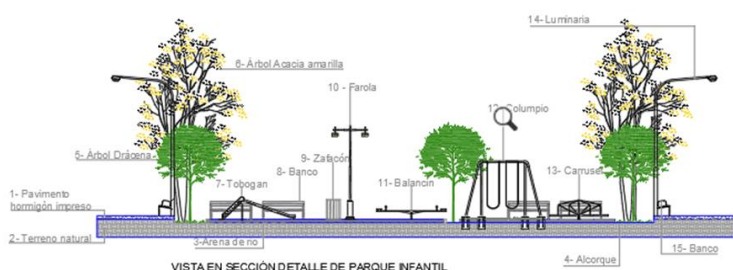 14- Luminaria
6- Árbol Acacia amarilla
10 - Farola
12- Columpio
5- Árbol Drácena
9- Zafacón
8- Banco
7- Tobogan
11- Balancin
13- Carrusel
1- Pavimento
hormigón impreso
2- Terreno natural
3-Arena de rio
15- Banco
4- Alcorque
VISTA EN SECCIÓN DETALLE DE PARQUE INFANTIL